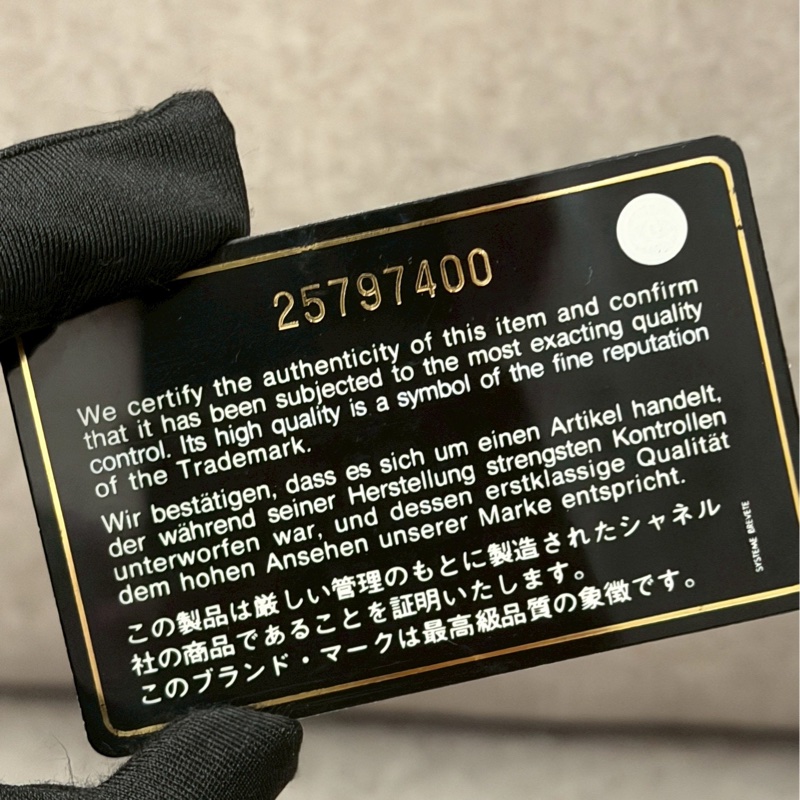 25797400
We certify the authenticity of this item and confirm
that it has been subjected to the most exacting quality
control. Its high quality is a symbol of the fine reputation
of the Trademark.
Wir bestätigen, dass es sich um einen Artikel handelt,
der während seiner Herstellung strengsten Kontrollen
unterworfen war, und dessen erstklassige Qualität
dem hohen Ansehen unserer Marke entspricht.
この製品は厳しい管理のもとに製造されたシャネル
社の商品であることを証明いたします。
このブランド・マークは最高級品質の象徴です。
SYSTEME BREVETE